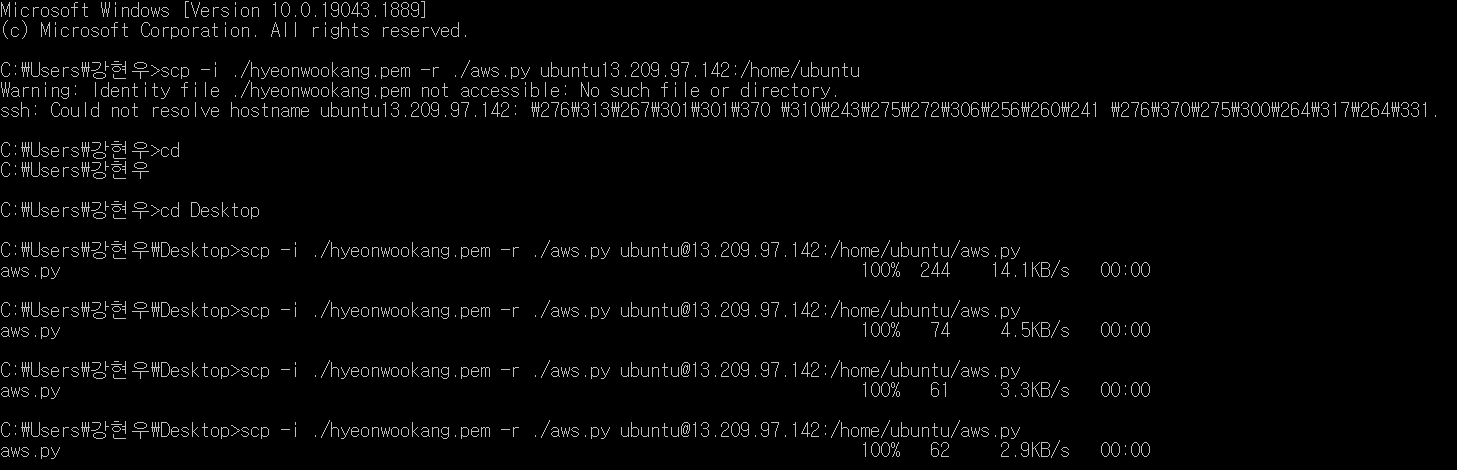 Microsoft Windows [Version 10.0.19043.1889]
(c) Microsoft Corporation. All rights reserved.
C:₩Users₩강현우>scp -i ./hyeonwookang.pem -r ./aws.py ubuntu13.209.97.142:/home/ubuntu
Warning: Identity file ./hyeonwookang.pem not accessible: No such file or directory.
ssh: Could not resolve hostname ubuntu13.209.97.142: ₩276₩313₩267₩301₩301₩370 ₩310₩243₩275₩272₩306₩256₩260₩241 ₩276₩370₩275₩300₩264₩317₩264₩331.
C:₩Users₩강현우>cd
C:₩Users₩강현우
C:₩Users₩강현우>cd Desktop
C:₩Users₩강현우₩Desktop>scp -i ./hyeonwookang.pem -r ./aws.py ubuntu@13.209.97.142:/home/ubuntu/aws.py
aws.py 100% 244 14.1KB/s 00:00
C:₩Users₩강현우₩Desktop>scp -i ./hyeonwookang.pem -r ./aws.py ubuntu@13.209.97.142:/home/ubuntu/aws.py
aws.py 100% 74 4.5KB/s 00:00
C:₩Users₩강현우₩Desktop>scp -i ./hyeonwookang.pem -r ./aws.py ubuntu@13.209.97.142:/home/ubuntu/aws.py
aws.py 100% 61 3.3KB/s 00:00
C:₩Users₩강현우₩Desktop>scp -i ./hyeonwookang.pem -r ./aws.py ubuntu@13.209.97.142:/home/ubuntu/aws.py
aws.py 100% 62 2.9KB/s 00:00